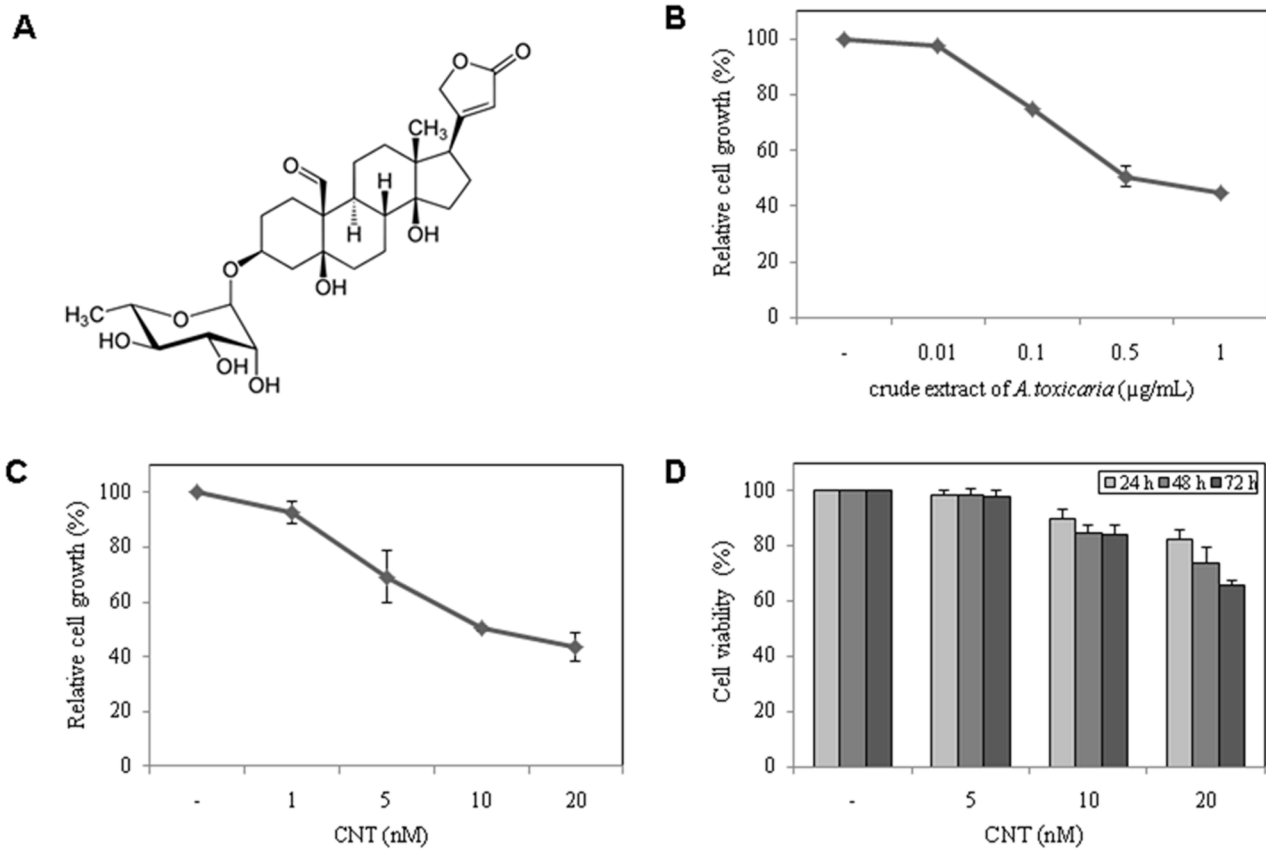 A
O
O
O
CH₃
O
H
H
OH
OH
O
H₃C
O
HO
OH
OH
B
Relative cell growth (%)
100
80
60
40
20
0
- 0.01 0.1 0.5 1
crude extract of A.toxicaria (µg/mL)
C
Relative cell growth (%)
100
80
60
40
20
0
- 1 5 10 20
CNT (nM)
D
24 h 48 h 72 h
Cell viability (%)
100
80
60
40
20
0
- 5 10 20
CNT (nM)